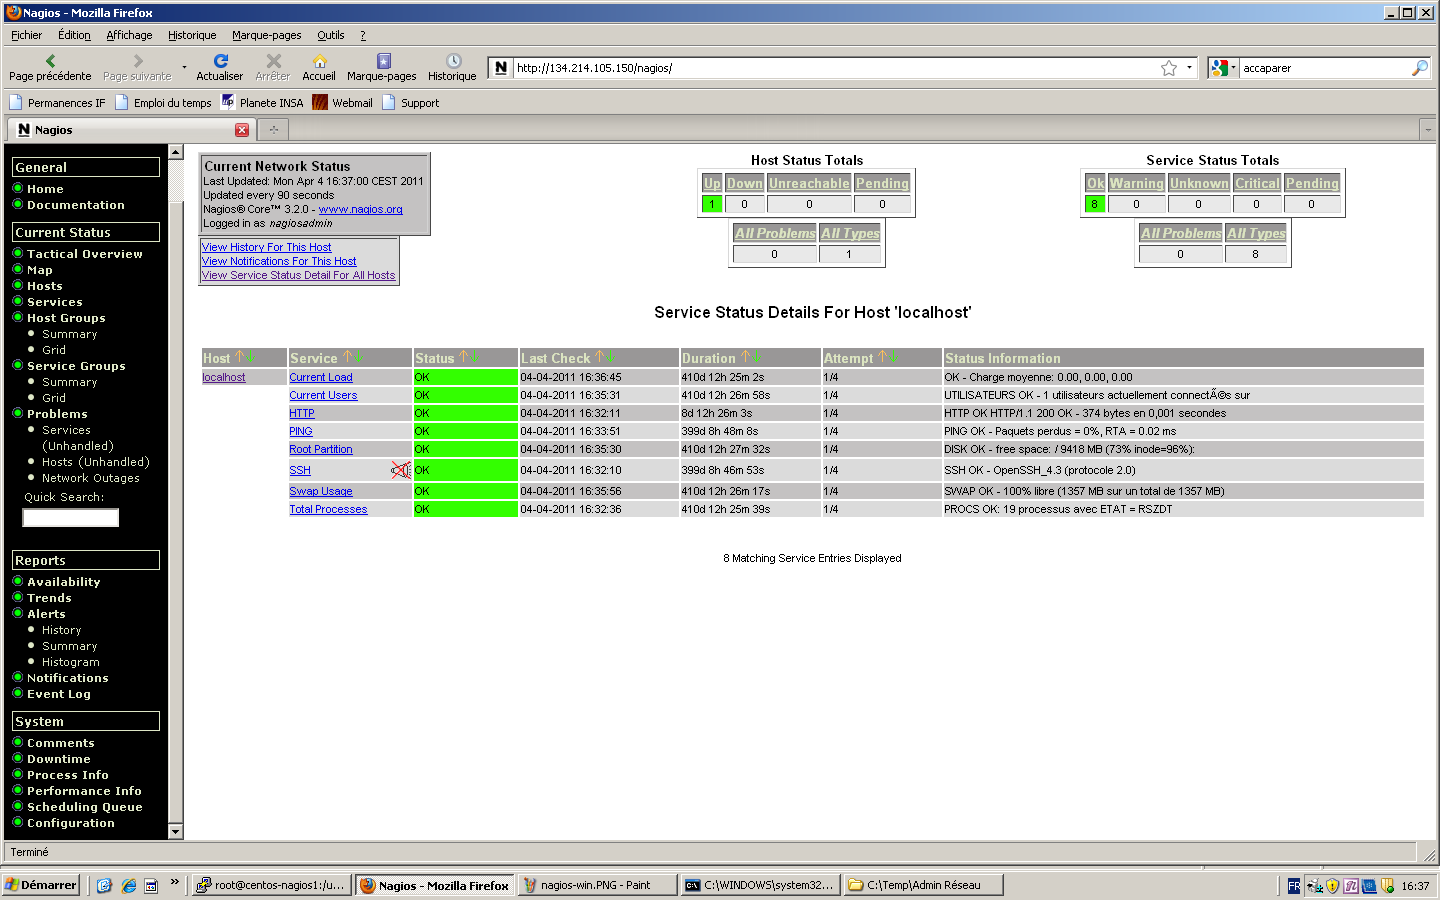 Nagios - Mozilla Firefox
Fichier Édition Affichage Historique Marque-pages Outils ?
Page précédente Page suivante Actualiser Arrêter Accueil Marque-pages Historique http://134.214.105.150/nagios/ accaparer
Permanences IF Emploi du temps Planete INSA Webmail Support
Nagios
General
Home
Documentation
Current Status
Tactical Overview
Map
Hosts
Services
Host Groups
Summary
Grid
Service Groups
Summary
Grid
Problems
Services
(Unhandled)
Hosts (Unhandled)
Network Outages
Quick Search:
Reports
Availability
Trends
Alerts
History
Summary
Histogram
Notifications
Event Log
System
Comments
Downtime
Process Info
Performance Info
Scheduling Queue
Configuration
Current Network Status
Last Updated: Mon Apr 4 16:37:00 CEST 2011
Updated every 90 seconds
Nagios® Core™ 3.2.0 - www.nagios.org
Logged in as nagiosadmin
View History For This Host
View Notifications For This Host
View Service Status Detail For All Hosts
Host Status Totals
Up Down Unreachable Pending
1 0 0 0
All Problems All Types
0 1
Service Status Totals
Ok Warning Unknown Critical Pending
8 0 0 0 0
All Problems All Types
0 8
Service Status Details For Host 'localhost'
Host Service Status Last Check Duration Attempt Status Information
localhost Current Load OK 04-04-2011 16:36:45 410d 12h 25m 2s 1/4 OK - Charge moyenne: 0.00, 0.00, 0.00
Current Users OK 04-04-2011 16:35:31 410d 12h 26m 58s 1/4 UTILISATEURS OK - 1 utilisateurs actuellement connectÃ®s sur
HTTP OK 04-04-2011 16:32:11 8d 12h 26m 3s 1/4 HTTP OK HTTP/1.1 200 OK - 374 bytes en 0,001 secondes
PING OK 04-04-2011 16:33:51 399d 8h 48m 8s 1/4 PING OK - Paquets perdus = 0%, RTA = 0.02 ms
Root Partition OK 04-04-2011 16:35:30 410d 12h 27m 32s 1/4 DISK OK - free space: / 9418 MB (73% inode=96%):
SSH OK 04-04-2011 16:32:10 399d 8h 46m 53s 1/4 SSH OK - OpenSSH_4.3 (protocole 2.0)
Swap Usage OK 04-04-2011 16:35:56 410d 12h 26m 17s 1/4 SWAP OK - 100% libre (1357 MB sur un total de 1357 MB)
Total Processes OK 04-04-2011 16:32:36 410d 12h 25m 39s 1/4 PROCS OK: 19 processus avec ETAT = RSZDT
8 Matching Service Entries Displayed
Terminé
Démarrer » root@centos-nagios1:/u... Nagios - Mozilla Firefox nagios-win.PNG - Paint C:\WINDOWS\system32... C:\Temp\Admin Réseau FR 16:37